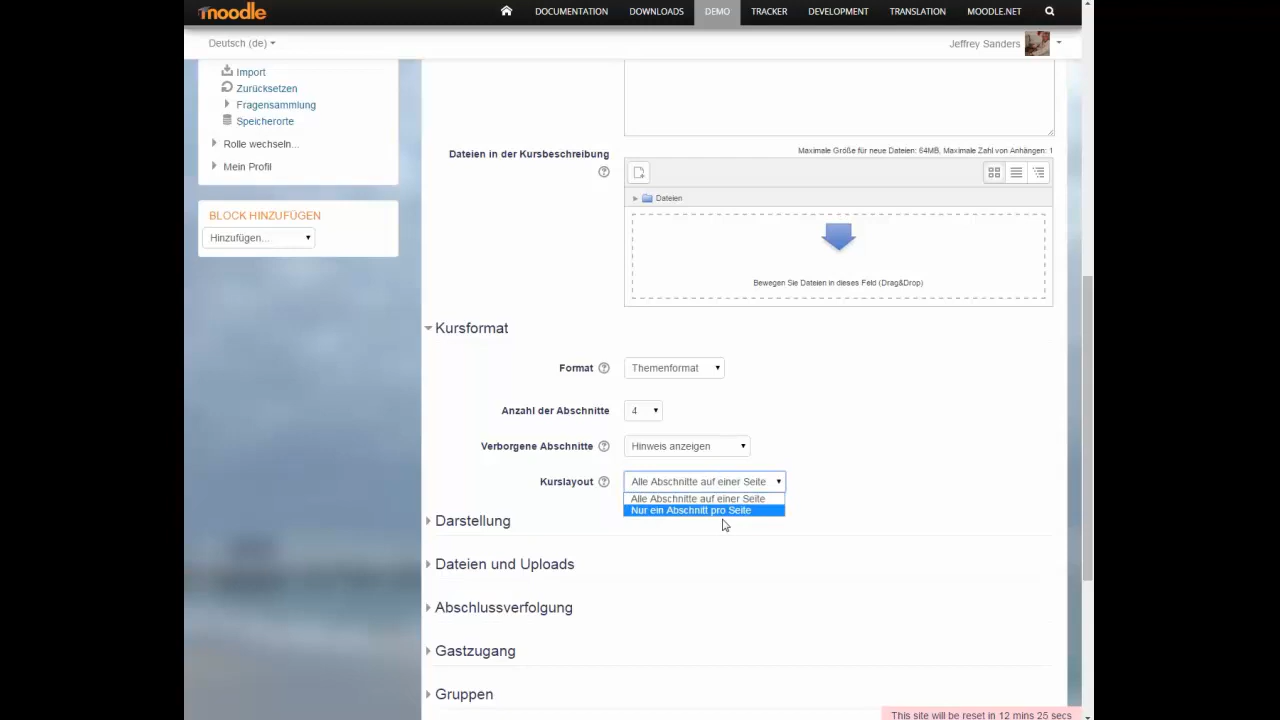 moodle
DOCUMENTATION DOWNLOADS DEMO TRACKER DEVELOPMENT TRANSLATION MOODLE.NET
Deutsch (de)
Jeffrey Sanders
Import
Zurücksetzen
Fragensammlung
Speicherorte
Rolle wechseln...
Mein Profil
BLOCK HINZUFÜGEN
Hinzufügen...
Dateien in der Kursbeschreibung
Maximale Größe für neue Dateien: 64MB, Maximale Zahl von Anhängen: 1
Dateien
Bewegen Sie Dateien in dieses Feld (Drag&Drop)
Kursformat
Format Themenformat
Anzahl der Abschnitte 4
Verborgene Abschnitte Hinweis anzeigen
Kurslayout Alle Abschnitte auf einer Seite
Alle Abschnitte auf einer Seite
Nur ein Abschnitt pro Seite
Darstellung
Dateien und Uploads
Abschlussverfolgung
Gastzugang
Gruppen
This site will be reset in 12 mins 25 secs